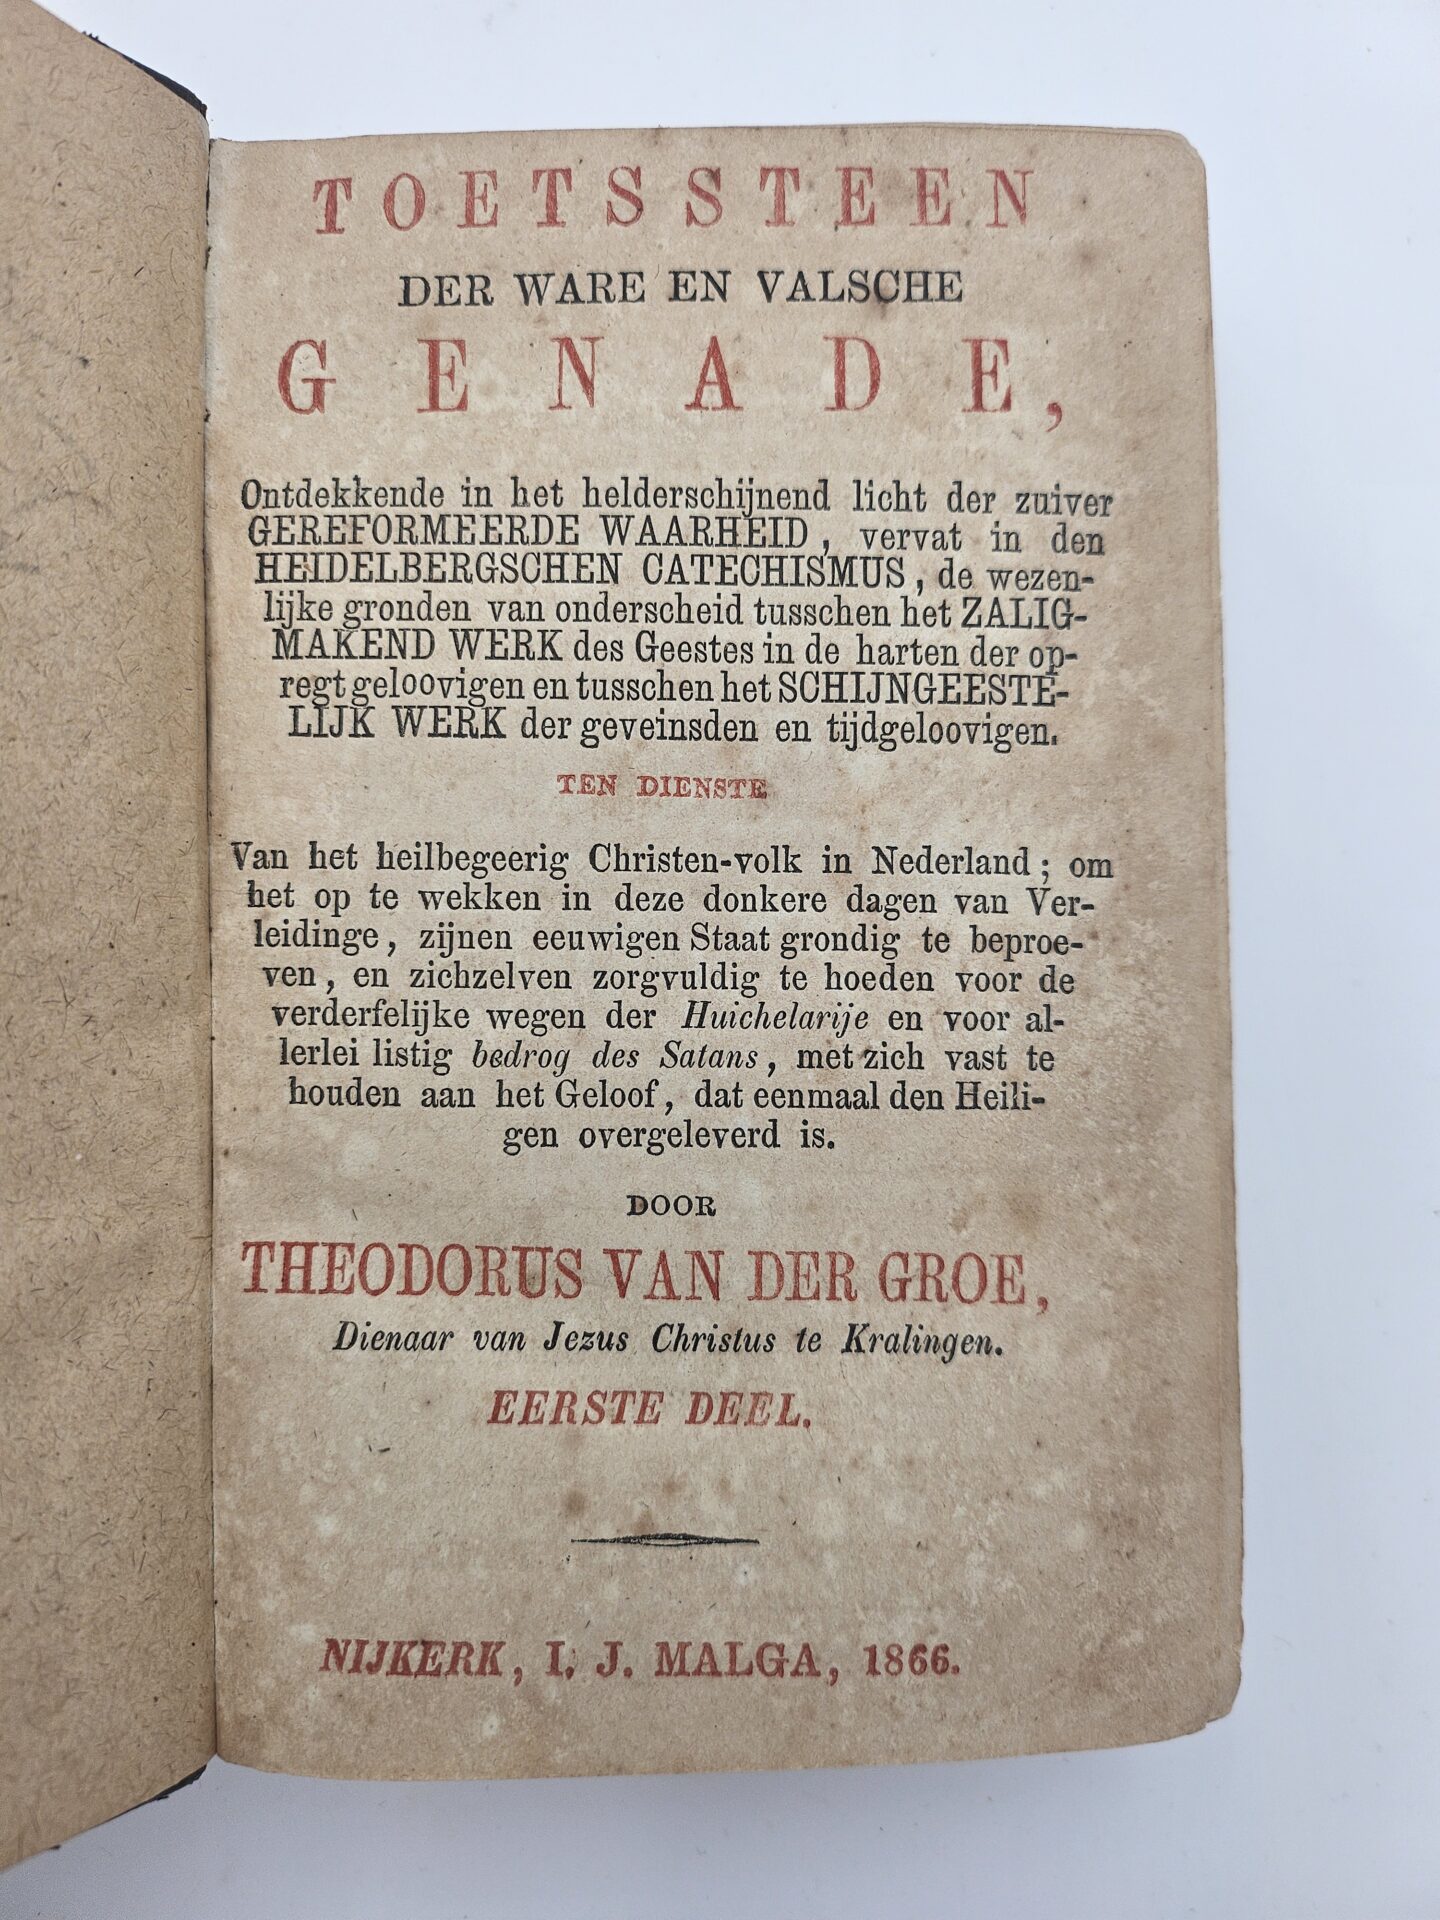 TOETSSTEEN
DER WARE EN VALSCHE
GENADE,
Ontdekkende in het helderschijnend licht der zuiver
GEREFORMEERDE WAARHEID, vervat in den
HEIDELBERGSCHEN CATECHISMUS, de wezen-
lijke gronden van onderscheid tusschen het ZALIG-
MAKEND WERK des Geestes in de harten der op-
regt geloovigen en tusschen het SCHIJNGEESTE-
LIJK WERK der geveinsden en tijdgeloovigen.
TEN DIENSTE
Van het heilbegeerig Christen-volk in Nederland; om
het op te wekken in deze donkere dagen van Ver-
leidinge, zijnen eeuwigen Staat grondig te beproe-
ven, en zichzelven zorgvuldig te hoeden voor de
verderfelijke wegen der Huichelarije en voor al-
lerlei listig bedrog des Satans, met zich vast te
houden aan het Geloof, dat eenmaal den Heili-
gen overgeleverd is.
DOOR
THEODORUS VAN DER GROE,
Dienaar van Jezus Christus te Kralingen.
EERSTE DEEL.
NIJKERK, I. J. MALGA, 1866.